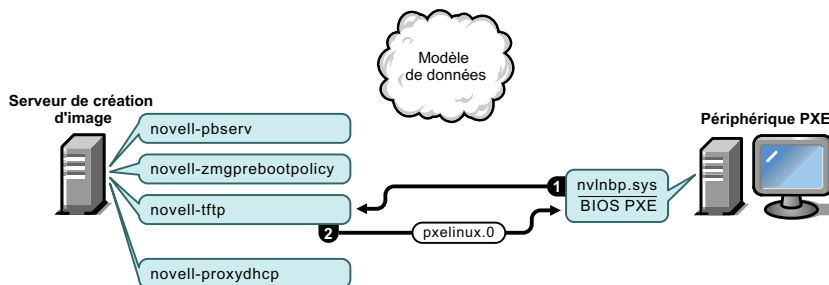 Modèle
de données
Serveur de création
d'image
novell-pbserv
novell-zmgprebootpolicy
novell-tftp
novell-proxydhcp
Périphérique PXE
1
nvlnbp.sys
BIOS PXE
2
pxelinux.0